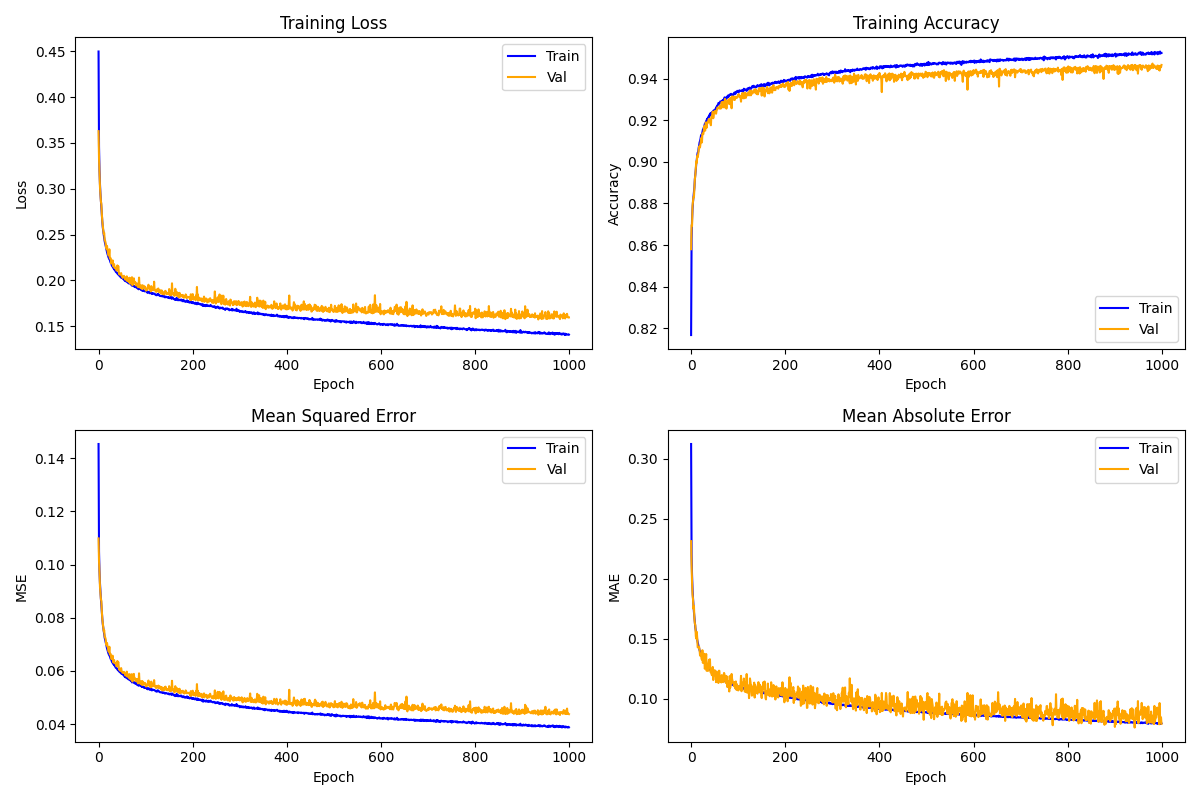 Training Loss
Training Accuracy
0.45
0.40
0.35
0.30
0.25
0.20
0.15
Loss
0 200 400 600 800 1000
Epoch
Train
Val
0.94
0.92
0.90
0.88
0.86
0.84
0.82
Accuracy
0 200 400 600 800 1000
Epoch
Train
Val
Mean Squared Error
Mean Absolute Error
0.14
0.12
0.10
0.08
0.06
0.04
MSE
0 200 400 600 800 1000
Epoch
Train
Val
0.30
0.25
0.20
0.15
0.10
MAE
0 200 400 600 800 1000
Epoch
Train
Val